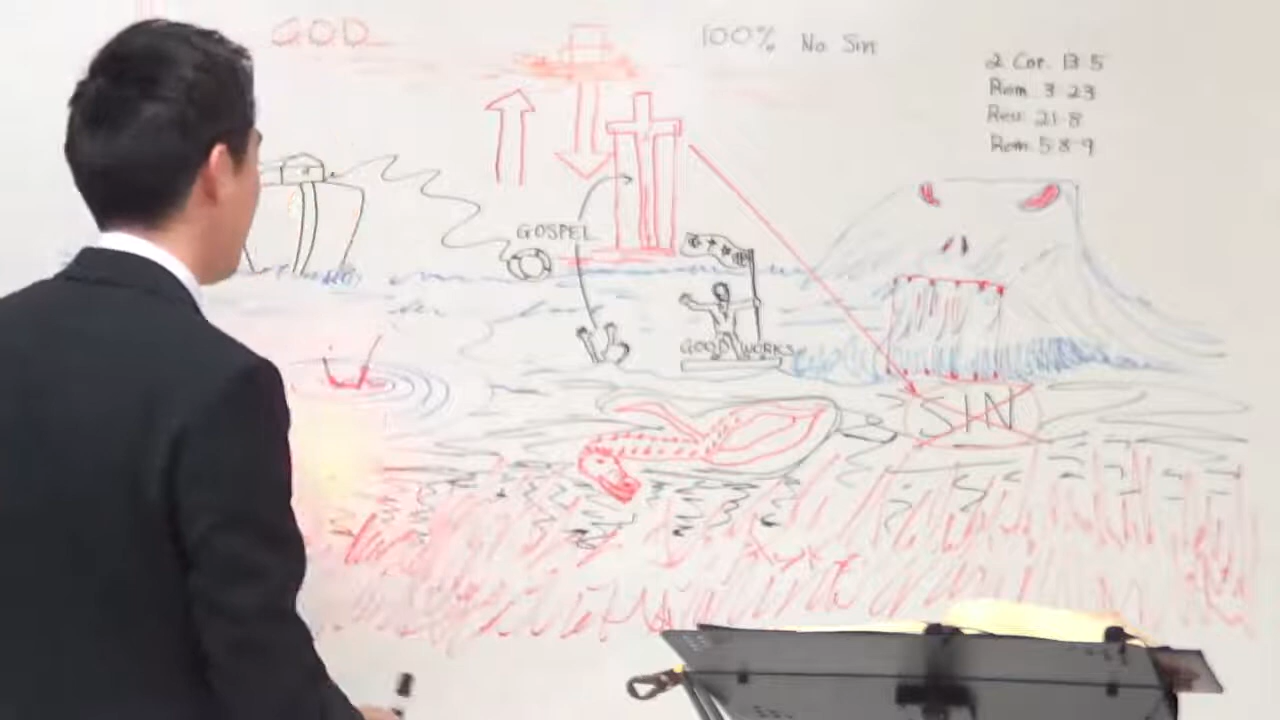 GOD
100% No Sin
2 Cor. 13 5
Rom 3 23
Rev 21 8
Rom 5 8-9
GOSPEL
GOOD WORKS
SIN